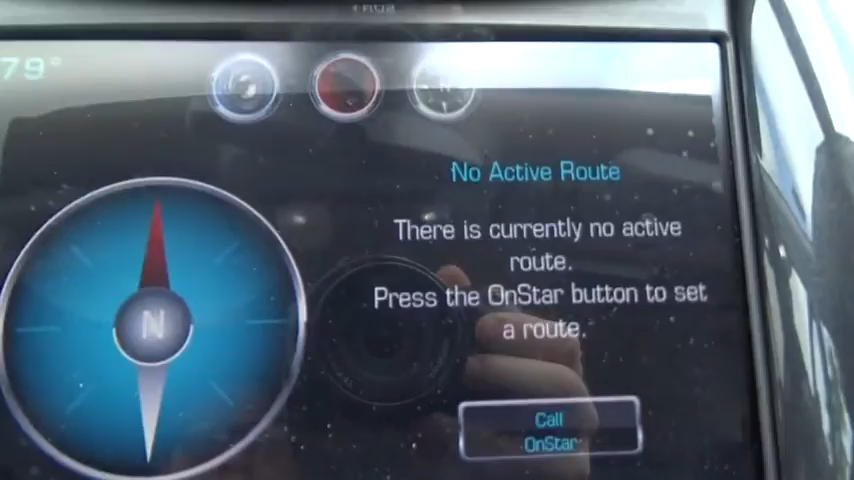 79°
No Active Route
There is currently no active
route.
Press the OnStar button to set
a route.
N
Call
OnStar